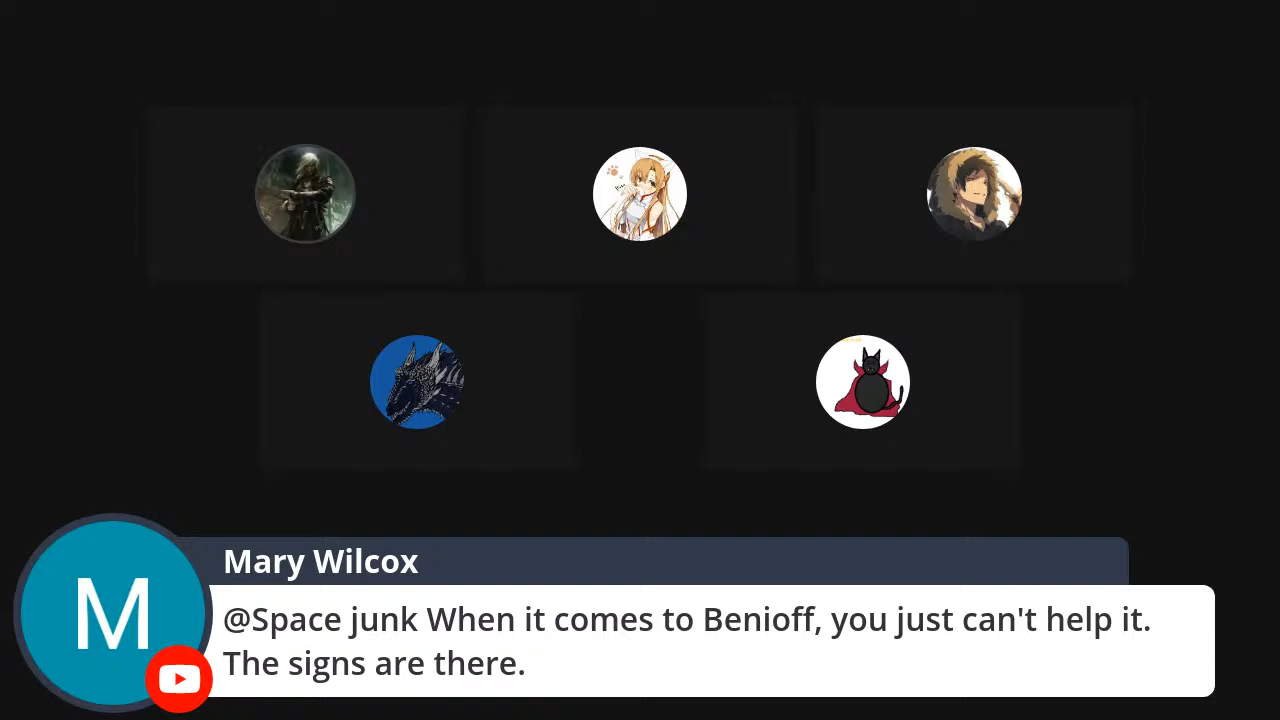 M
Mary Wilcox
@Space junk When it comes to Benioff, you just can't help it.
The signs are there.